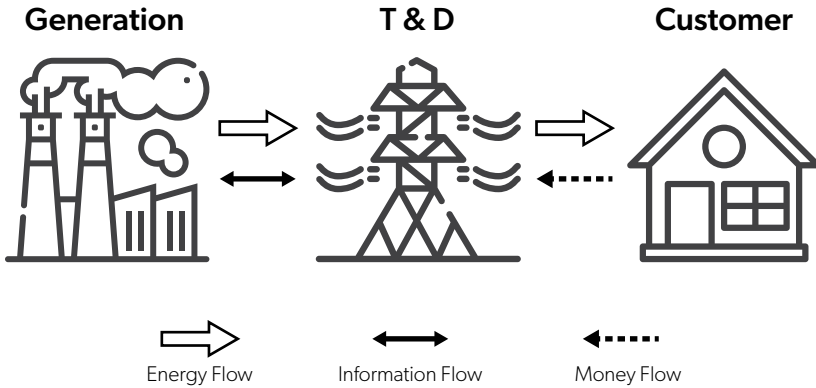 Generation
T & D
Customer
Energy Flow
Information Flow
Money Flow